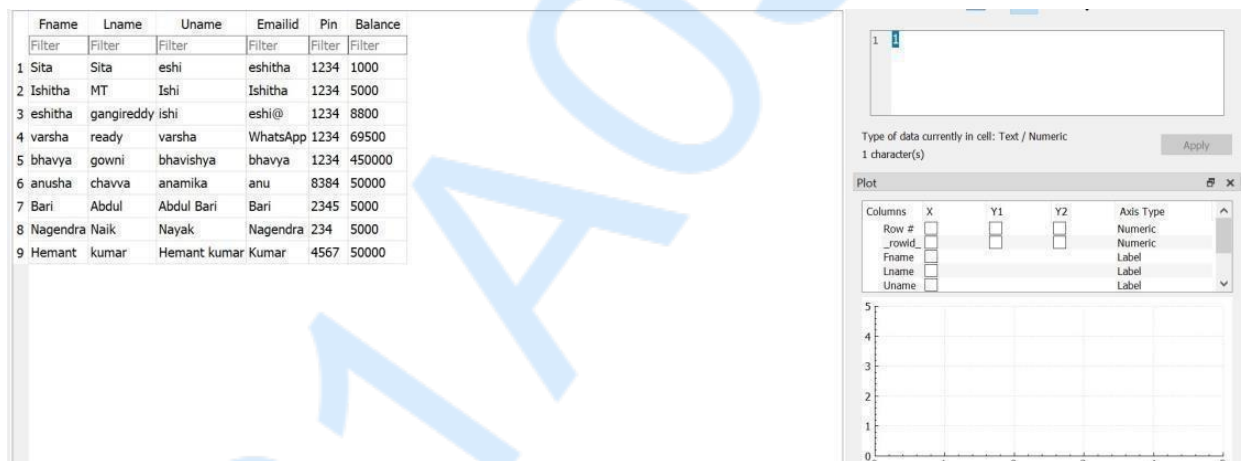 Fname Lname Uname Emailid Pin Balance
Filter Filter Filter Filter Filter Filter
1 Sita Sita eshi eshitha 1234 1000
2 Ishitha MT Ishi Ishitha 1234 5000
3 eshitha gangireddy ishi eshi@ 1234 8800
4 varsha ready varsha WhatsApp 1234 69500
5 bhavya gowni bhavishya bhavya 1234 450000
6 anusha chavva anamika anu 8384 50000
7 Bari Abdul Abdul Bari Bari 2345 5000
8 Nagendra Naik Nayak Nagendra 234 5000
9 Hemant kumar Hemant kumar Kumar 4567 50000
1 1
Type of data currently in cell: Text / Numeric
1 character(s)
Apply
Plot
Columns X Y1 Y2 Axis Type
Row # Numeric
_rowid_ Numeric
Fname Label
Lname Label
Uname Label
5
4
3
2
1
0